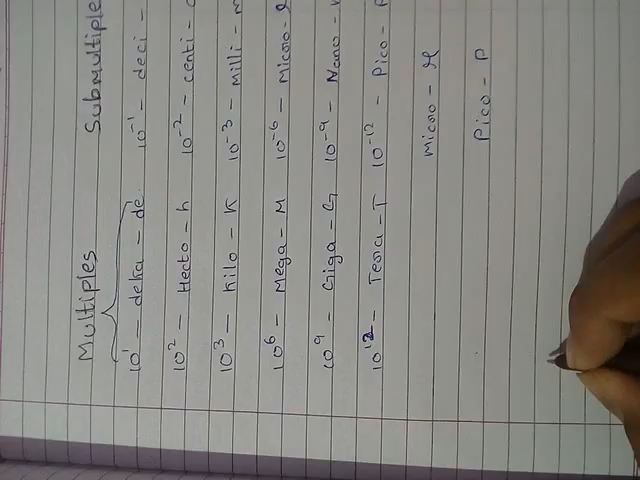 Multiples Submultiple
10¹ - deka - de 10⁻¹ - deci -
10² - Hecto - h 10⁻² - centi - c
10³ - Kilo - K 10⁻³ - Milli - m
10⁶ - Mega - M 10⁻⁶ - Micro -
10⁹ - Giga - G 10⁻⁹ - Nano -
10¹² - Tera - T 10⁻¹² - Pico - P
Micro - μ
Pico - P